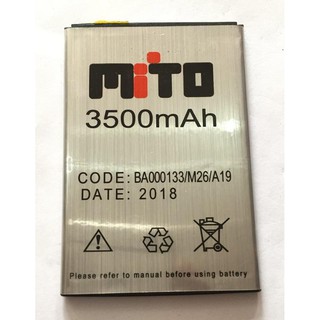 MiTO
3500mAh
CODE: BA000133/M26/A19
DATE: 2018
Please refer to manual before using battery